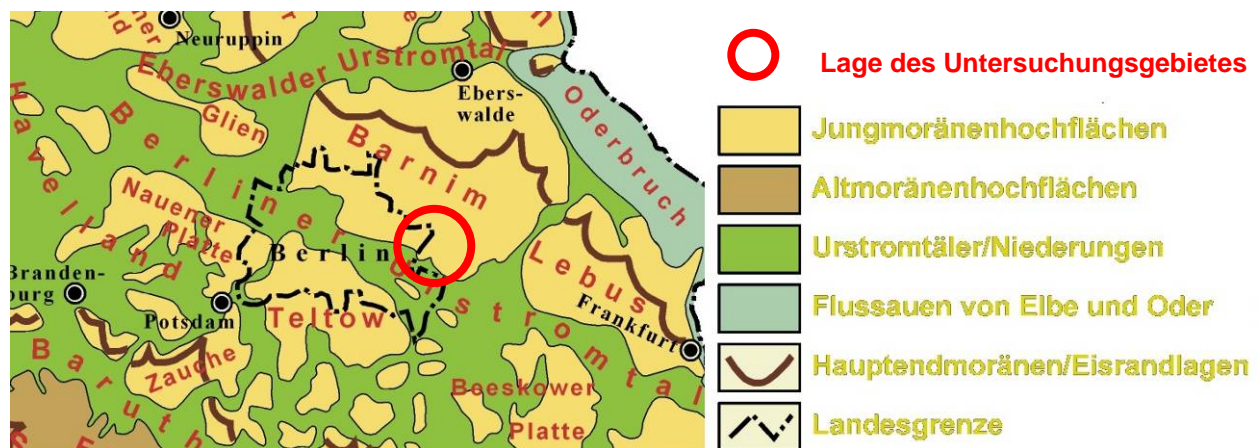 Neuruppin
Eberswalder Urstromtal
Ebers-
walde
Oderbruch
Glien
Havelland
Berliner Urstromtal
Barnim
Nauener
Platte
Berlin
Branden-
burg
Potsdam
Teltow
Lebus
Frankfurt
Zauche
Beeskower
Platte
Baruth
Lage des Untersuchungsgebietes
Jungmoränenhochflächen
Altmoränenhochflächen
Urstromtäler/Niederungen
Flussauen von Elbe und Oder
Hauptendmoränen/Eisrandlagen
Landesgrenze